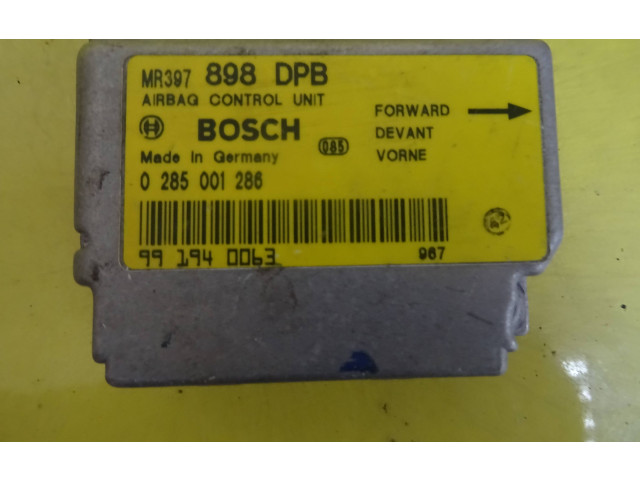 MR397 898 DPB
AIRBAG CONTROL UNIT
BOSCH
085
Made in Germany
0 285 001 286
FORWARD
DEVANT
VORNE
99 194 0063
967